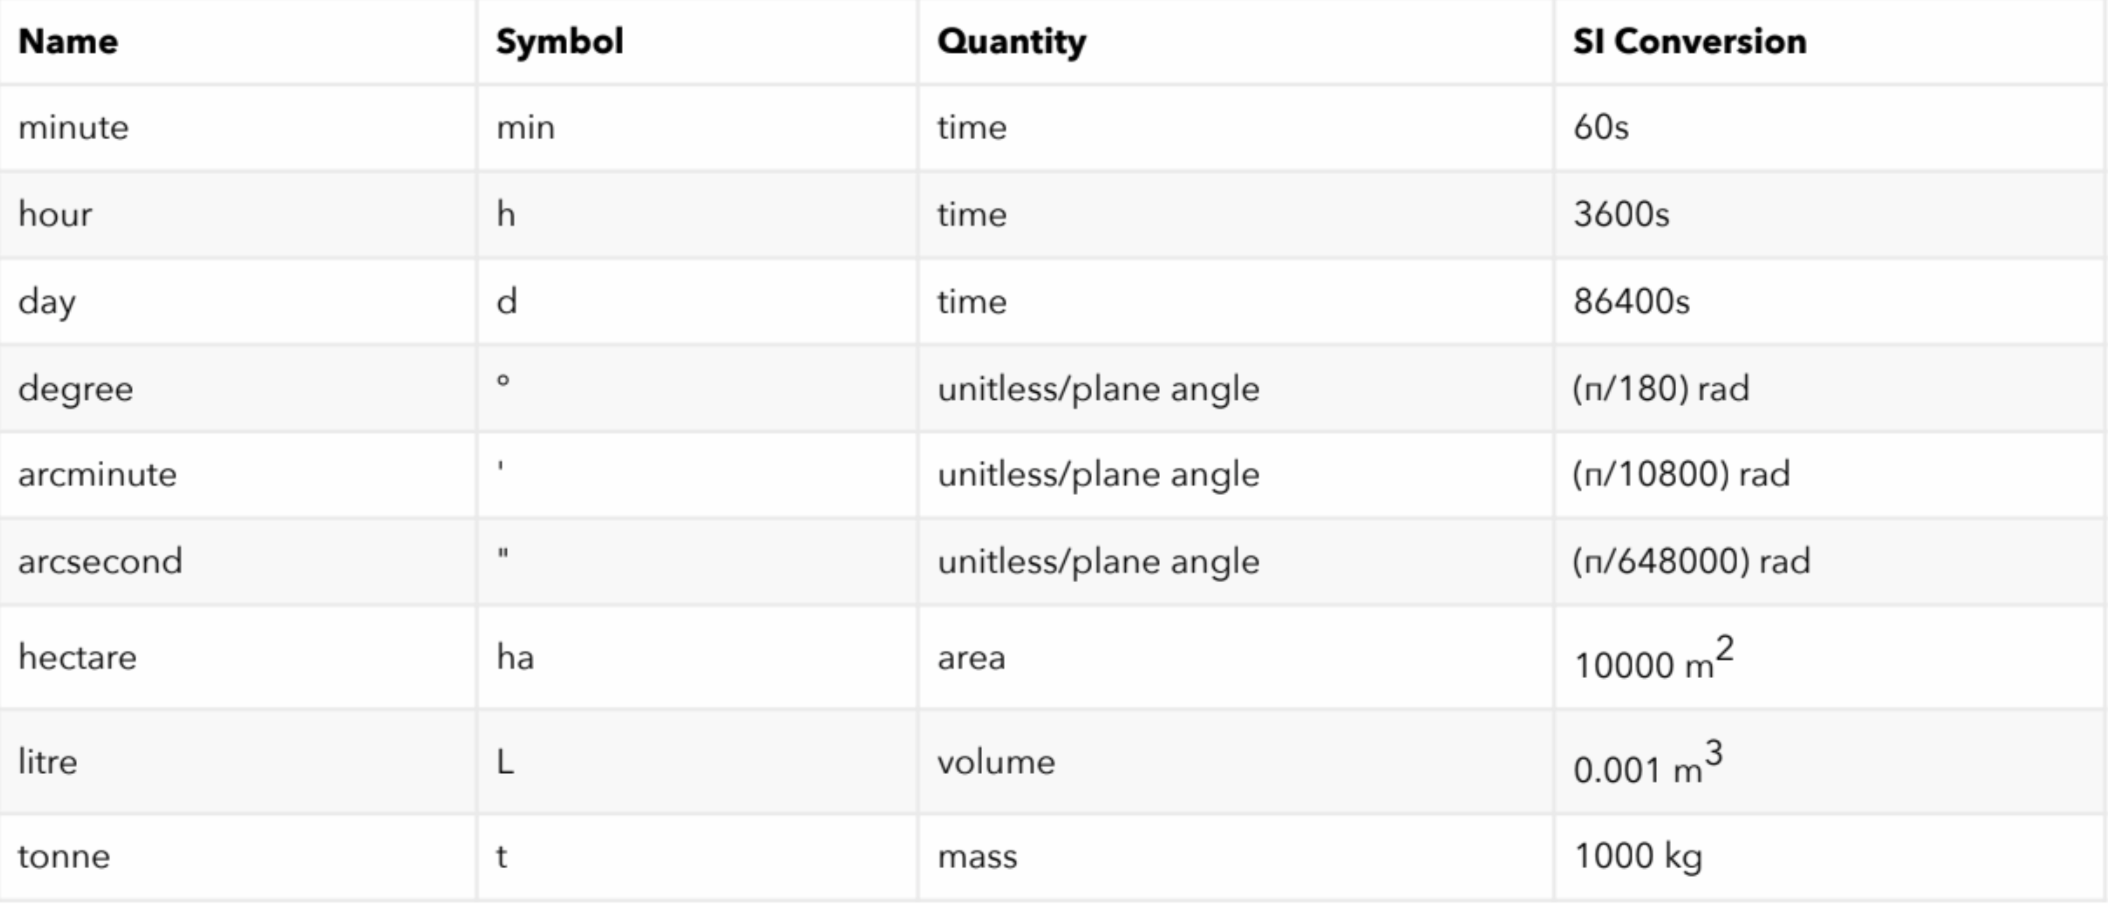 Name Symbol Quantity SI Conversion
minute min time 60s
hour h time 3600s
day d time 86400s
degree ° unitless/plane angle (π/180) rad
arcminute ' unitless/plane angle (π/10800) rad
arcsecond " unitless/plane angle (π/648000) rad
hectare ha area 10000 m²
litre L volume 0.001 m³
tonne t mass 1000 kg